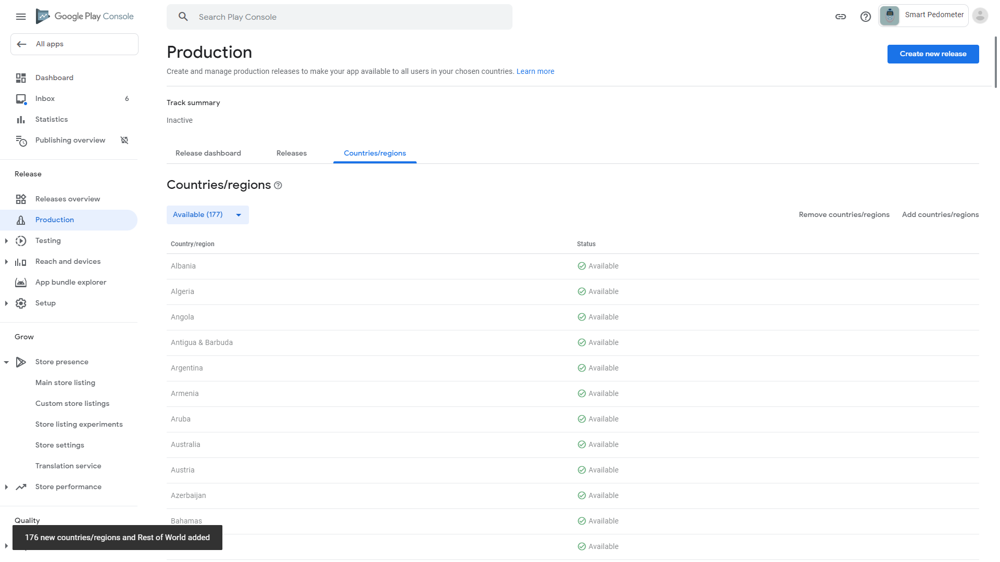 Google Play Console
Search Play Console
Smart Pedometer
All apps
Dashboard
Inbox 6
Statistics
Publishing overview
Release
Releases overview
Production
Testing
Reach and devices
App bundle explorer
Setup
Grow
Store presence
Main store listing
Custom store listings
Store listing experiments
Store settings
Translation service
Store performance
Quality
176 new countries/regions and Rest of World added
Production
Create new release
Create and manage production releases to make your app available to all users in your chosen countries. Learn more
Track summary
Inactive
Release dashboard Releases Countries/regions
Countries/regions
Available (177) Remove countries/regions Add countries/regions
Country/region Status
Albania Available
Algeria Available
Angola Available
Antigua & Barbuda Available
Argentina Available
Armenia Available
Aruba Available
Australia Available
Austria Available
Azerbaijan Available
Bahamas Available
Available